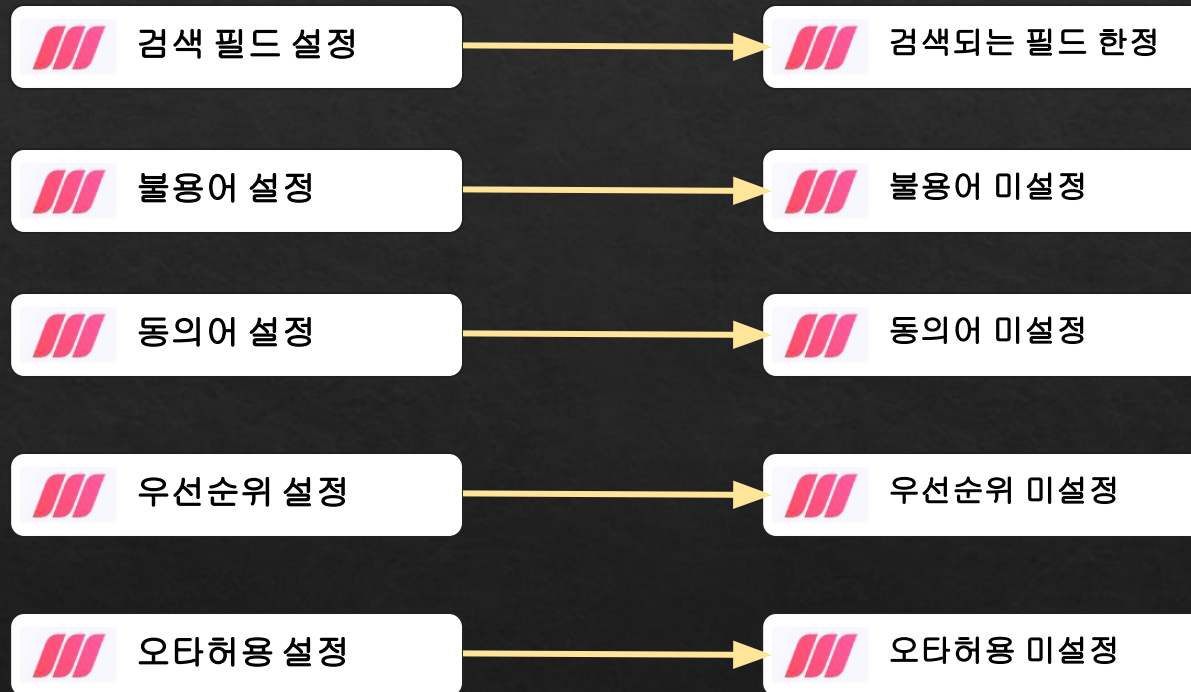 검색 필드 설정
검색되는 필드 한정
불용어 설정
불용어 미설정
동의어 설정
동의어 미설정
우선순위 설정
우선순위 미설정
오타허용 설정
오타허용 미설정